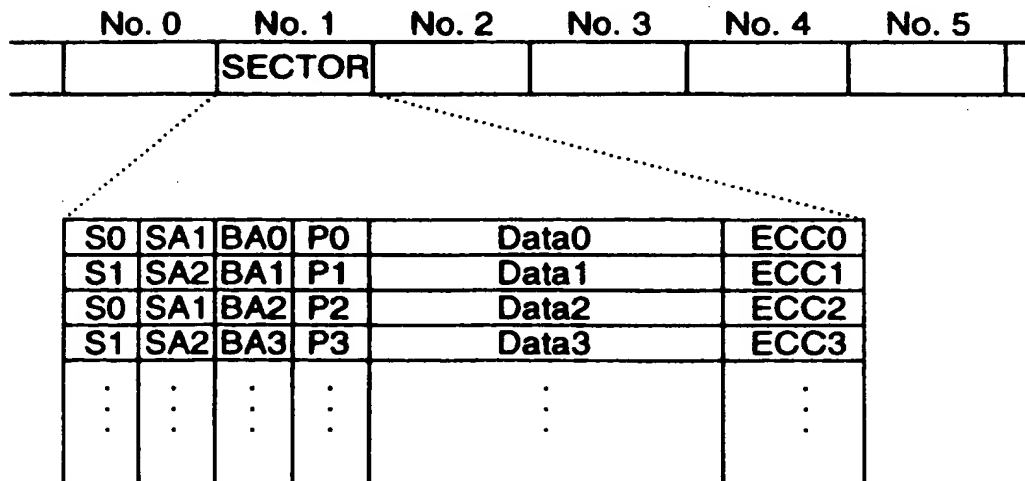 No. 0 No. 1 No. 2 No. 3 No. 4 No. 5
SECTOR
S0 SA1 BA0 P0 Data0 ECC0
S1 SA2 BA1 P1 Data1 ECC1
S0 SA1 BA2 P2 Data2 ECC2
S1 SA2 BA3 P3 Data3 ECC3